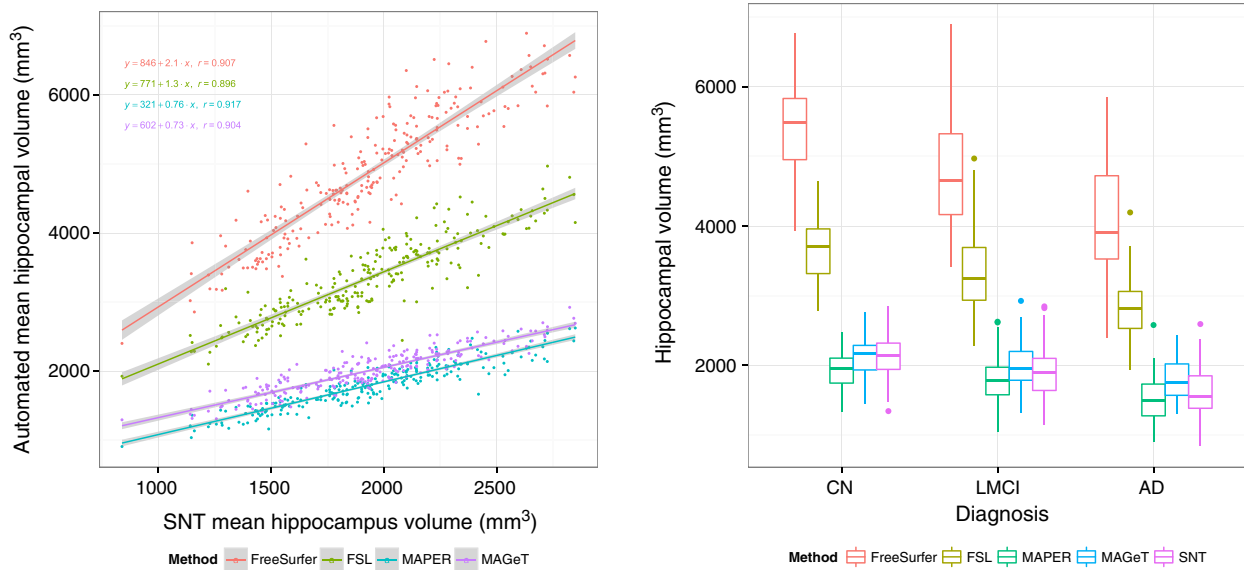 Automated mean hippocampal volume (mm³)
6000
4000
2000
y = 846 + 2.1 · x, r = 0.907
y = 771 + 1.3 · x, r = 0.896
y = 321 + 0.76 · x, r = 0.917
y = 602 + 0.73 · x, r = 0.904
1000 1500 2000 2500
SNT mean hippocampus volume (mm³)
Method FreeSurfer FSL MAPER MAGeT
Hippocampal volume (mm³)
6000
4000
2000
CN LMCI AD
Diagnosis
Method FreeSurfer FSL MAPER MAGeT SNT